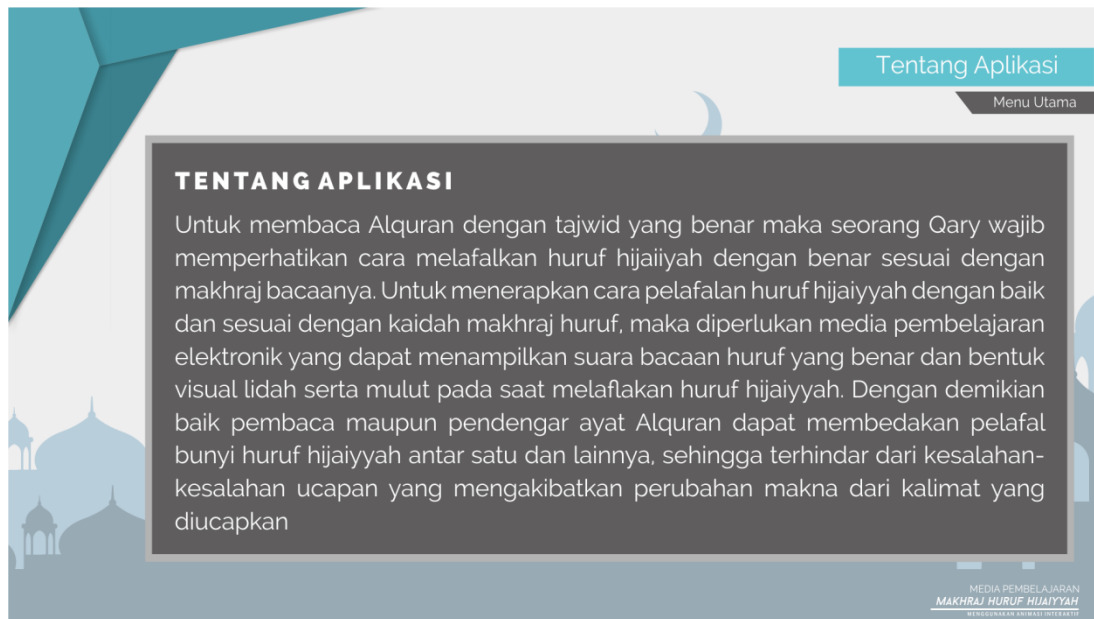 Tentang Aplikasi
Menu Utama
TENTANG APLIKASI
Untuk membaca Alquran dengan tajwid yang benar maka seorang Qary wajib
memperhatikan cara melafalkan huruf hijaiiyah dengan benar sesuai dengan
makhraj bacaanya. Untuk menerapkan cara pelafalan huruf hijaiyyah dengan baik
dan sesuai dengan kaidah makhraj huruf, maka diperlukan media pembelajaran
elektronik yang dapat menampilkan suara bacaan huruf yang benar dan bentuk
visual lidah serta mulut pada saat melaflakan huruf hijaiyyah. Dengan demikian
baik pembaca maupun pendengar ayat Alquran dapat membedakan pelafal
bunyi huruf hijaiyyah antar satu dan lainnya, sehingga terhindar dari kesalahan-
kesalahan ucapan yang mengakibatkan perubahan makna dari kalimat yang
diucapkan
MEDIA PEMBELAJARAN
MAKHRAJ HURUF HIJAIYYAH
MENGGUNAKAN ANIMASI INTERAKTIF